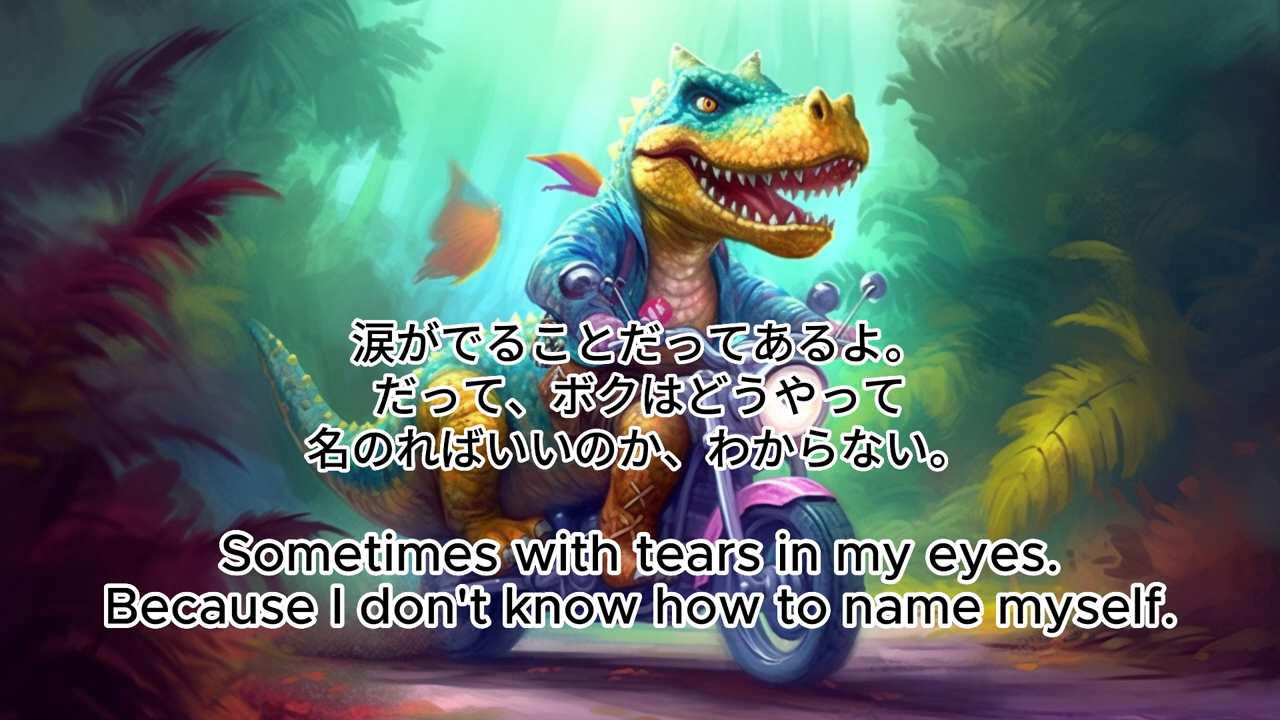 涙がでることだってあるよ。
だって、ボクはどうやって
名のればいいのか、わからない。
Sometimes with tears in my eyes.
Because I don't know how to name myself.